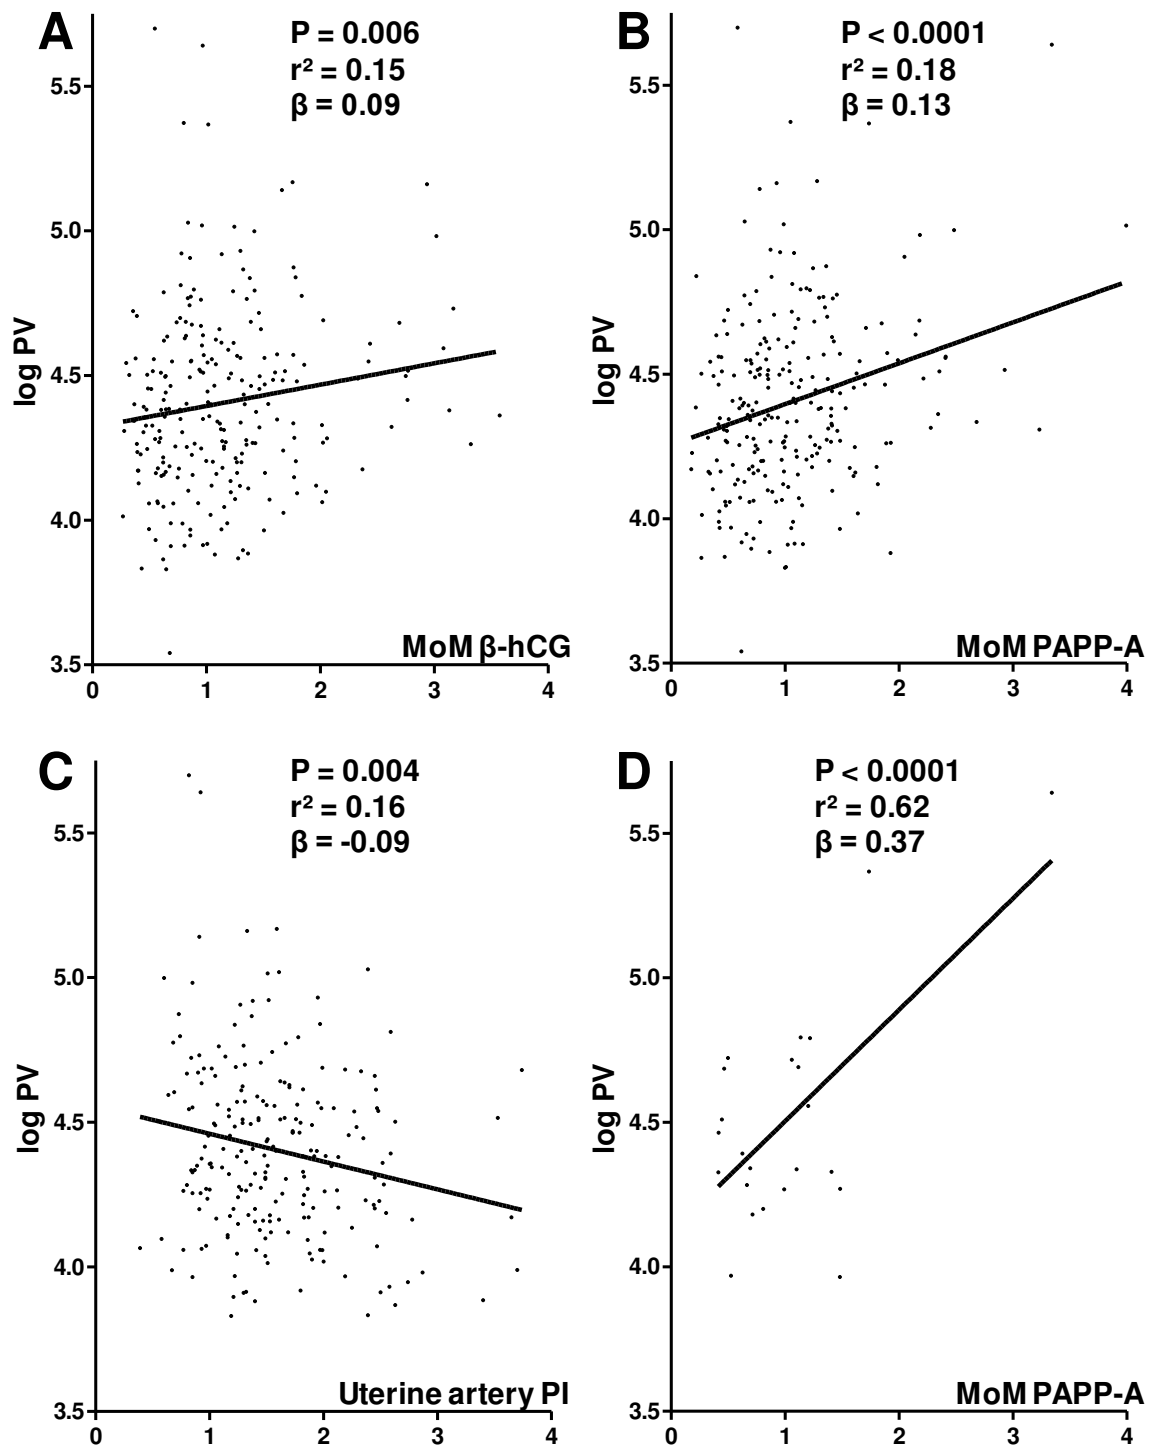 A
P = 0.006
r² = 0.15
β = 0.09
5.5
5.0
4.5
4.0
3.5
log PV
MoM β-hCG
0 1 2 3 4
B
P < 0.0001
r² = 0.18
β = 0.13
5.5
5.0
4.5
4.0
3.5
log PV
MoM PAPP-A
0 1 2 3 4
C
P = 0.004
r² = 0.16
β = -0.09
5.5
5.0
4.5
4.0
3.5
log PV
Uterine artery PI
0 1 2 3 4
D
P < 0.0001
r² = 0.62
β = 0.37
5.5
5.0
4.5
4.0
3.5
log PV
MoM PAPP-A
0 1 2 3 4